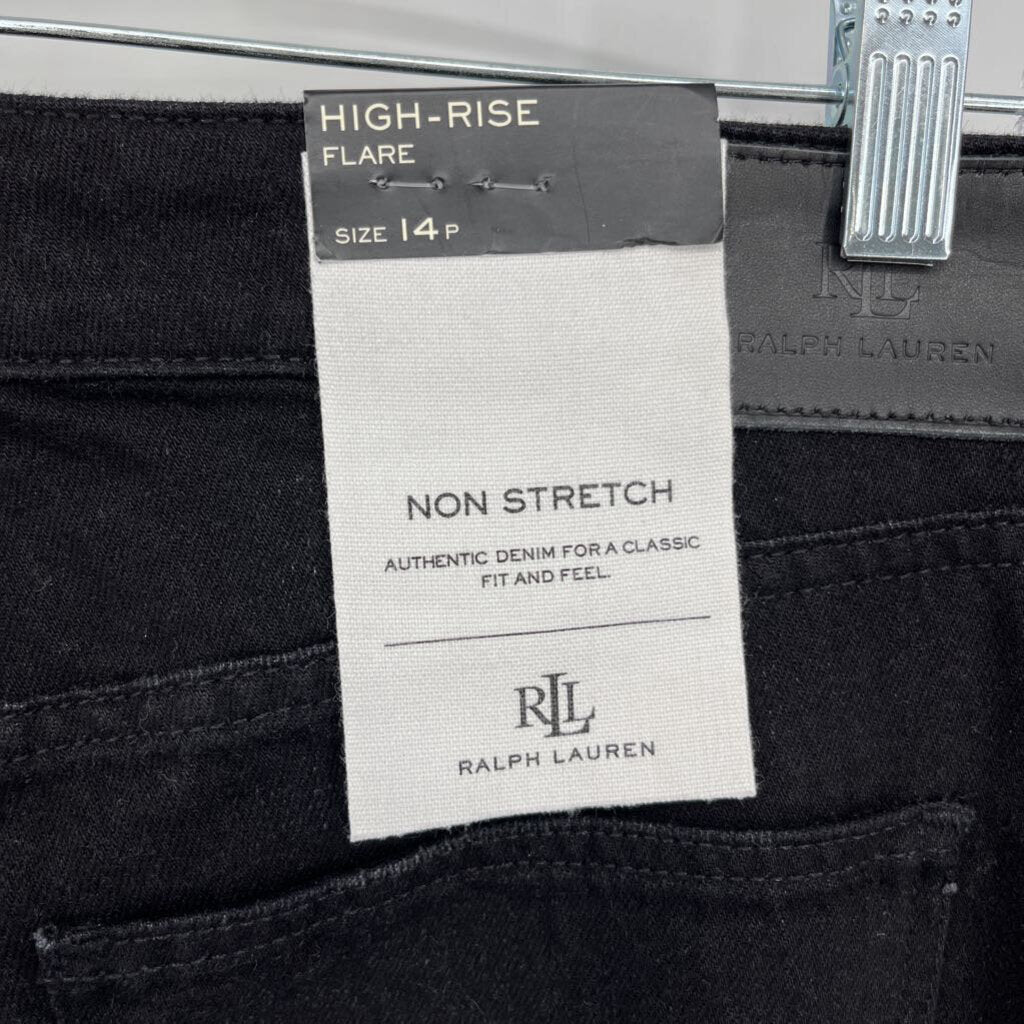 HIGH-RISE
FLARE
SIZE 14P
NON STRETCH
AUTHENTIC DENIM FOR A CLASSIC
FIT AND FEEL.
RLL
RALPH LAUREN
RLL
RALPH LAUREN